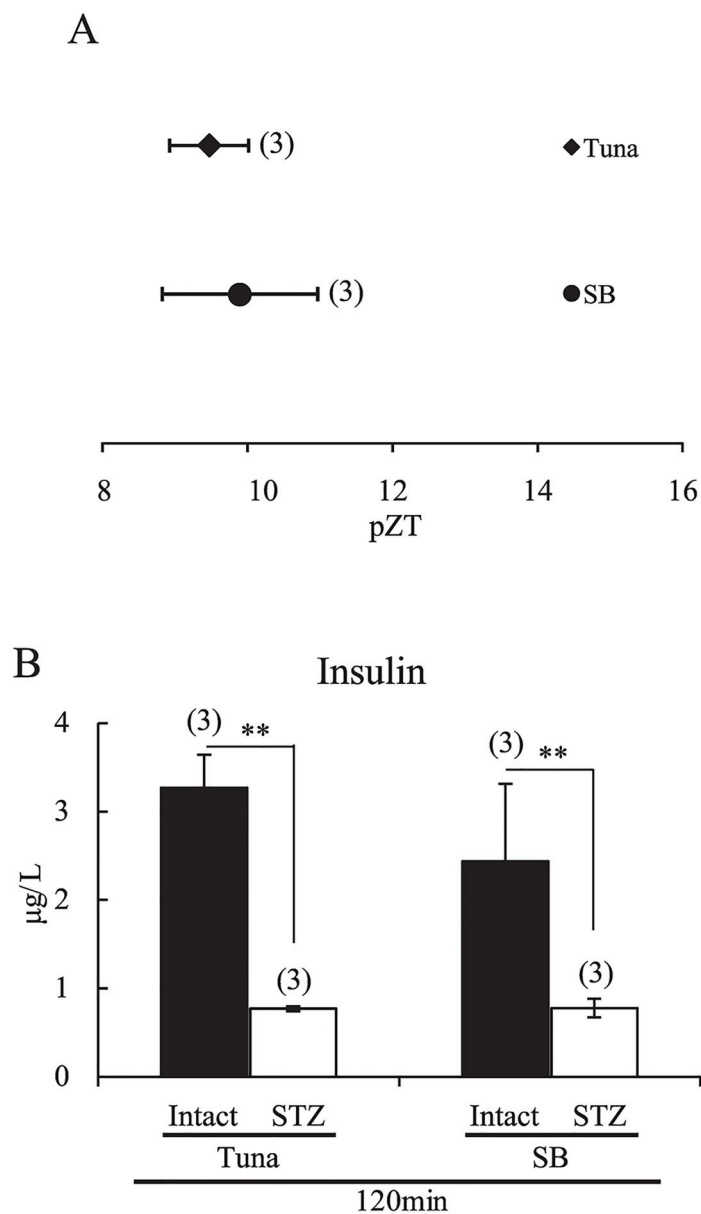 A
(3)
Tuna
(3)
SB
8 10 12 14 16
pZT
B
Insulin
4
3
2
1
0
µg/L
(3) **
(3)
(3) **
(3)
Intact STZ Intact STZ
Tuna SB
120min